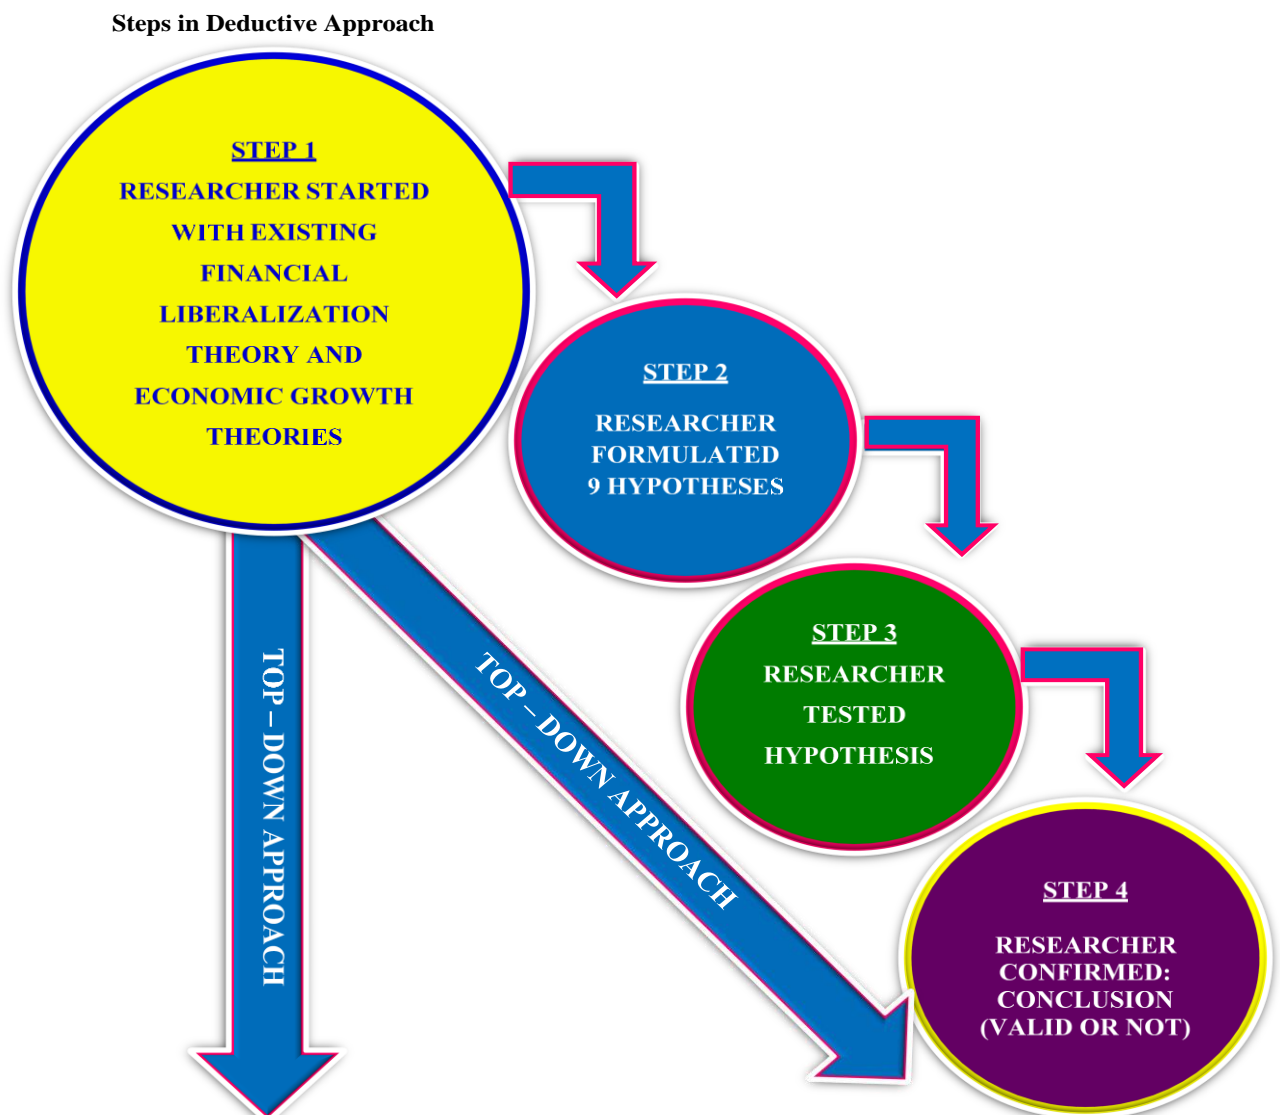 Steps in Deductive Approach
STEP 1
RESEARCHER STARTED
WITH EXISTING
FINANCIAL
LIBERALIZATION
THEORY AND
ECONOMIC GROWTH
THEORIES
STEP 2
RESEARCHER
FORMULATED
9 HYPOTHESES
STEP 3
RESEARCHER
TESTED
HYPOTHESIS
STEP 4
RESEARCHER
CONFIRMED:
CONCLUSION
(VALID OR NOT)
TOP – DOWN APPROACH
TOP – DOWN APPROACH